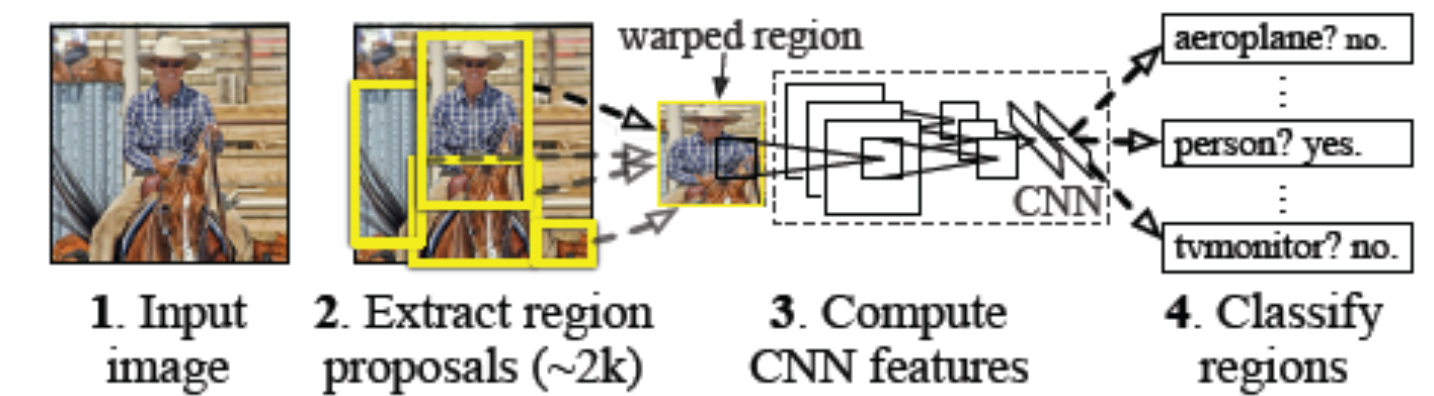 warped region
aeroplane? no.
person? yes.
CNN
tvmonitor? no.
1. Input
image
2. Extract region
proposals (~2k)
3. Compute
CNN features
4. Classify
regions